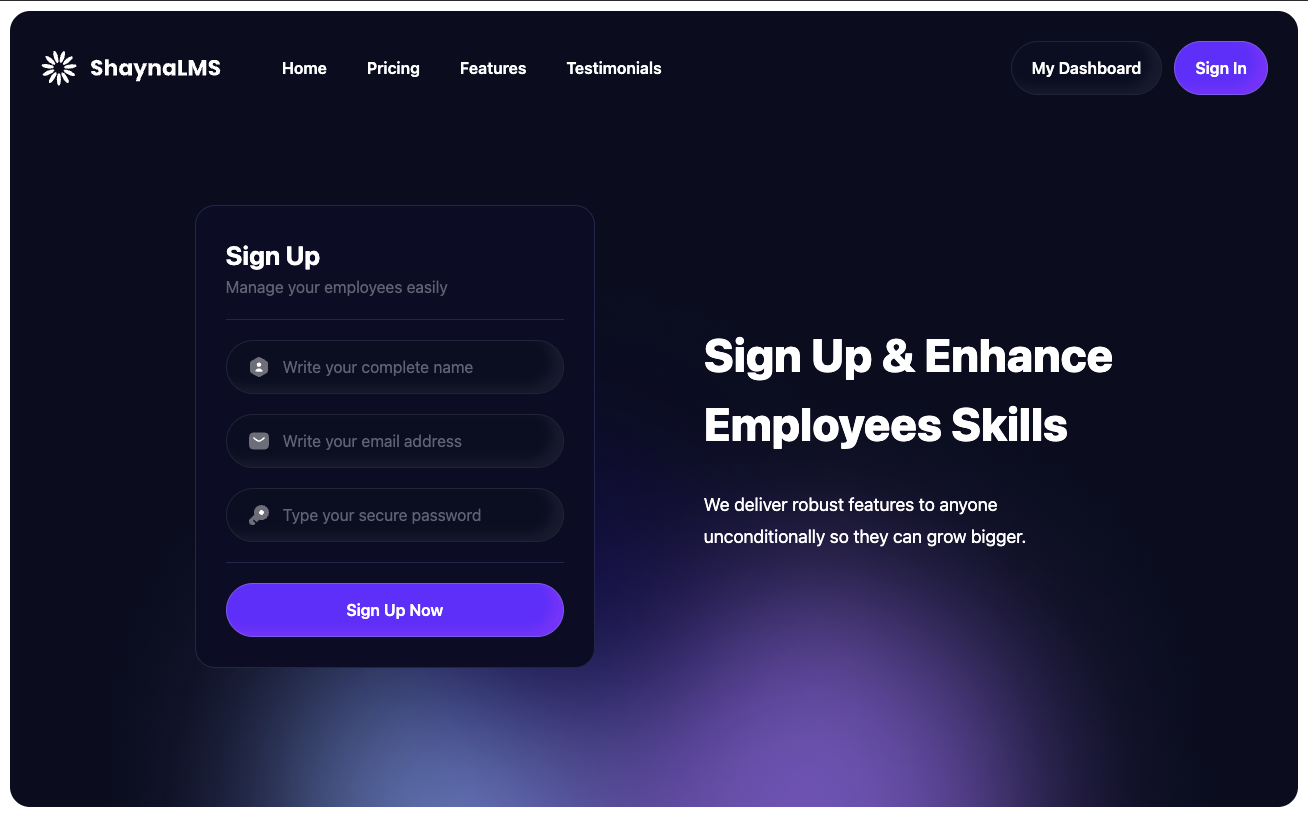 ShaynaLMS
Home
Pricing
Features
Testimonials
My Dashboard
Sign In
Sign Up
Manage your employees easily
Write your complete name
Write your email address
Type your secure password
Sign Up Now
Sign Up & Enhance
Employees Skills
We deliver robust features to anyone
unconditionally so they can grow bigger.